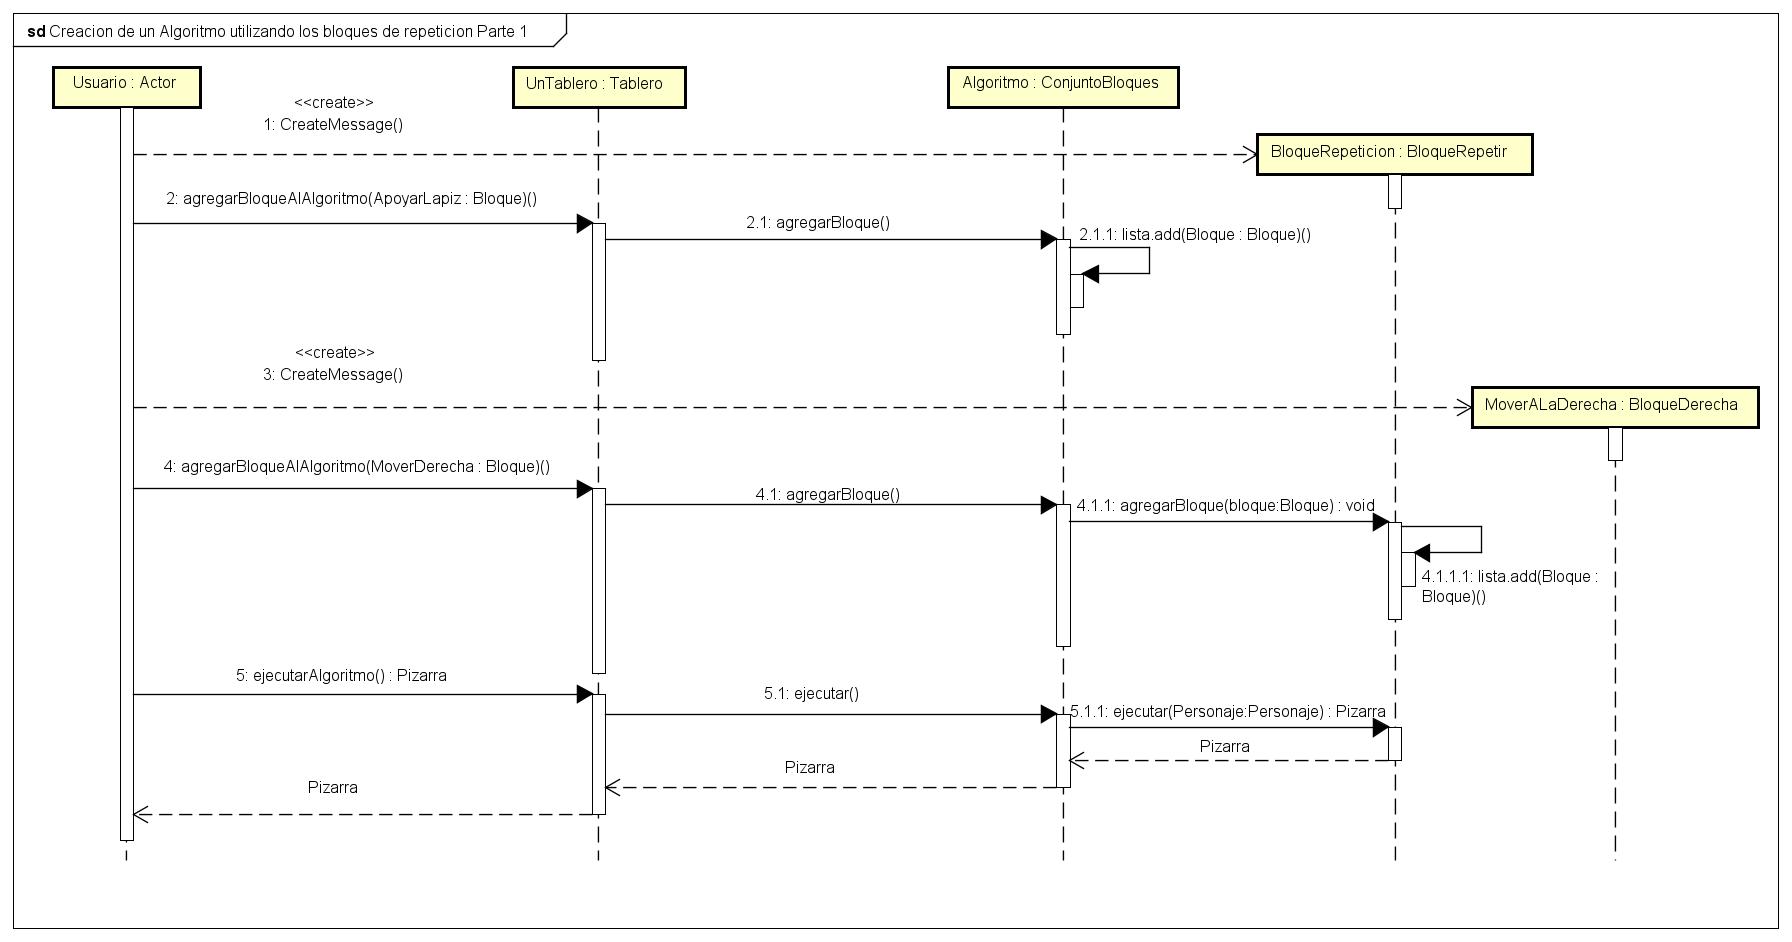 sd Creacion de un Algoritmo utilizando los bloques de repeticion Parte 1
Usuario : Actor
UnTablero : Tablero
Algoritmo : ConjuntoBloques
<<create>>
1: CreateMessage()
BloqueRepeticion : BloqueRepetir
2: agregarBloqueAlAlgoritmo(ApoyarLapiz : Bloque)()
2.1: agregarBloque()
2.1.1: lista.add(Bloque : Bloque)()
<<create>>
3: CreateMessage()
MoverALaDerecha : BloqueDerecha
4: agregarBloqueAlAlgoritmo(MoverDerecha : Bloque)()
4.1: agregarBloque()
4.1.1: agregarBloque(bloque:Bloque) : void
4.1.1.1: lista.add(Bloque :
Bloque)()
5: ejecutarAlgoritmo() : Pizarra
5.1: ejecutar()
5.1.1: ejecutar(Personaje:Personaje) : Pizarra
Pizarra
Pizarra
Pizarra